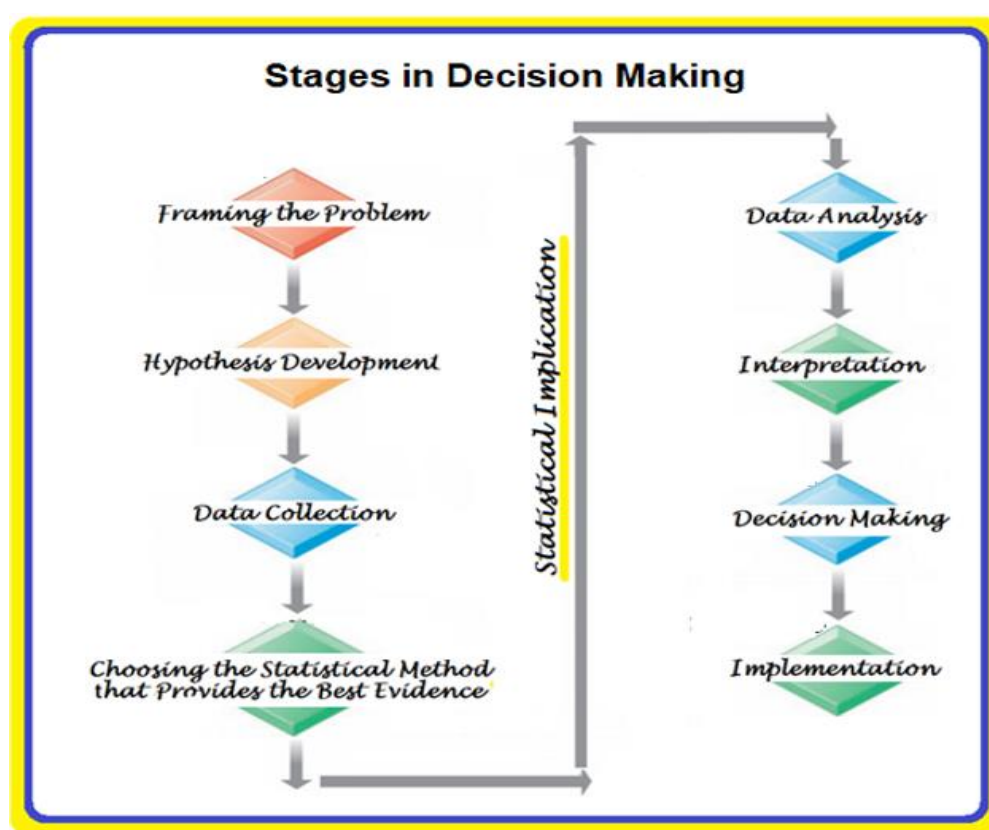 Stages in Decision Making
Framing the Problem
Hypothesis Development
Data Collection
Choosing the Statistical Method
that Provides the Best Evidence
Statistical Implication
Data Analysis
Interpretation
Decision Making
Implementation